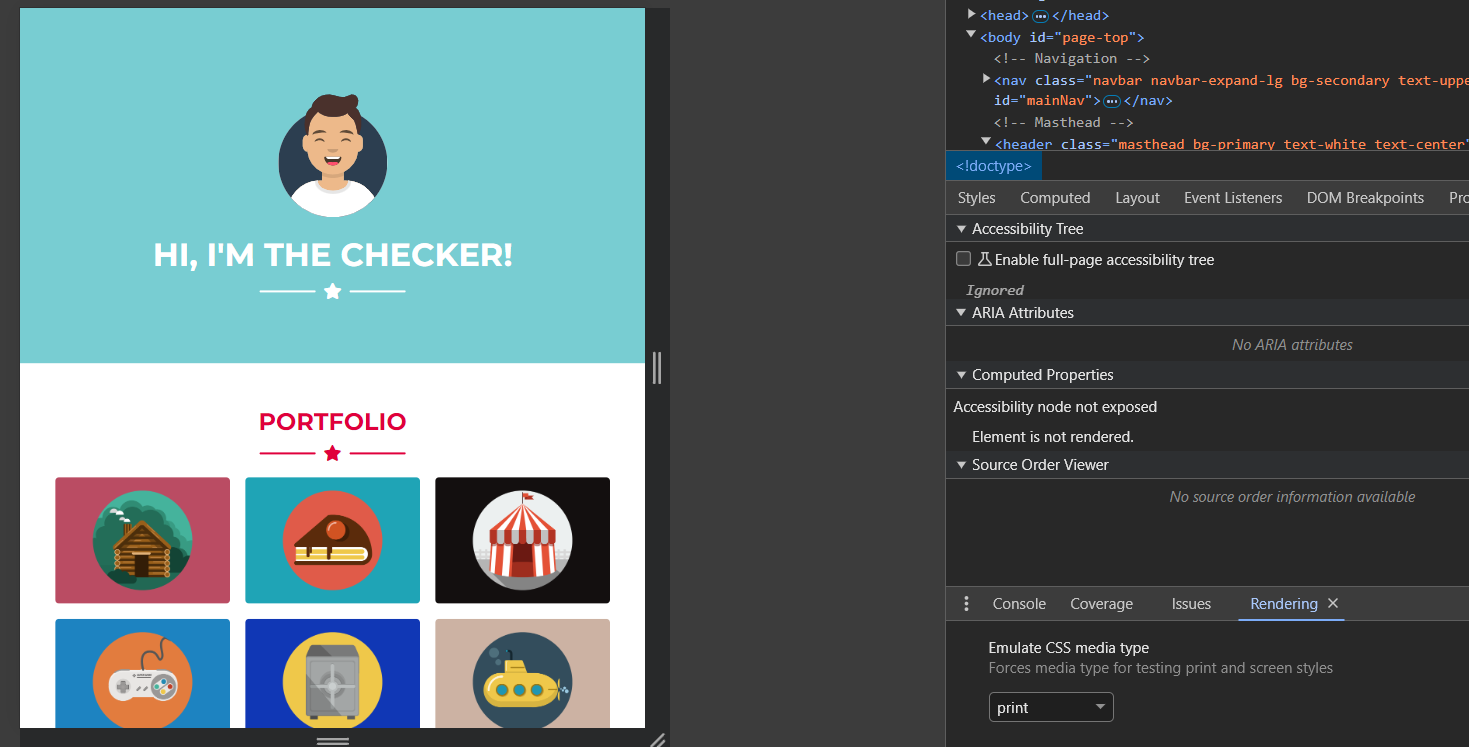 HI, I'M THE CHECKER!
PORTFOLIO
<head>…</head>
<body id="page-top">
<!-- Navigation -->
<nav class="navbar navbar-expand-lg bg-secondary text-uppe
id="mainNav">…</nav>
<!-- Masthead -->
<header class="masthead bg-primary text-white text-center"
<!doctype>
Styles Computed Layout Event Listeners DOM Breakpoints Pro
Accessibility Tree
Enable full-page accessibility tree
Ignored
ARIA Attributes
No ARIA attributes
Computed Properties
Accessibility node not exposed
Element is not rendered.
Source Order Viewer
No source order information available
Console Coverage Issues Rendering
Emulate CSS media type
Forces media type for testing print and screen styles
print